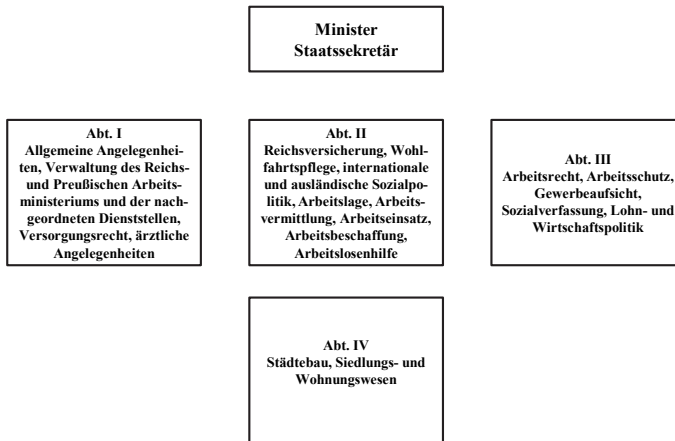 Minister
Staatssekretär
Abt. I
Allgemeine Angelegenhei-
ten, Verwaltung des Reichs-
und Preußischen Arbeits-
ministeriums und der nach-
geordneten Dienststellen,
Versorgungsrecht, ärztliche
Angelegenheiten
Abt. II
Reichsversicherung, Wohl-
fahrtspflege, internationale
und ausländische Sozialpo-
litik, Arbeitslage, Arbeits-
vermittlung, Arbeitseinsatz,
Arbeitsbeschaffung,
Arbeitslosenhilfe
Abt. III
Arbeitsrecht, Arbeitsschutz,
Gewerbeaufsicht,
Sozialverfassung, Lohn- und
Wirtschaftspolitik
Abt. IV
Städtebau, Siedlungs- und
Wohnungswesen